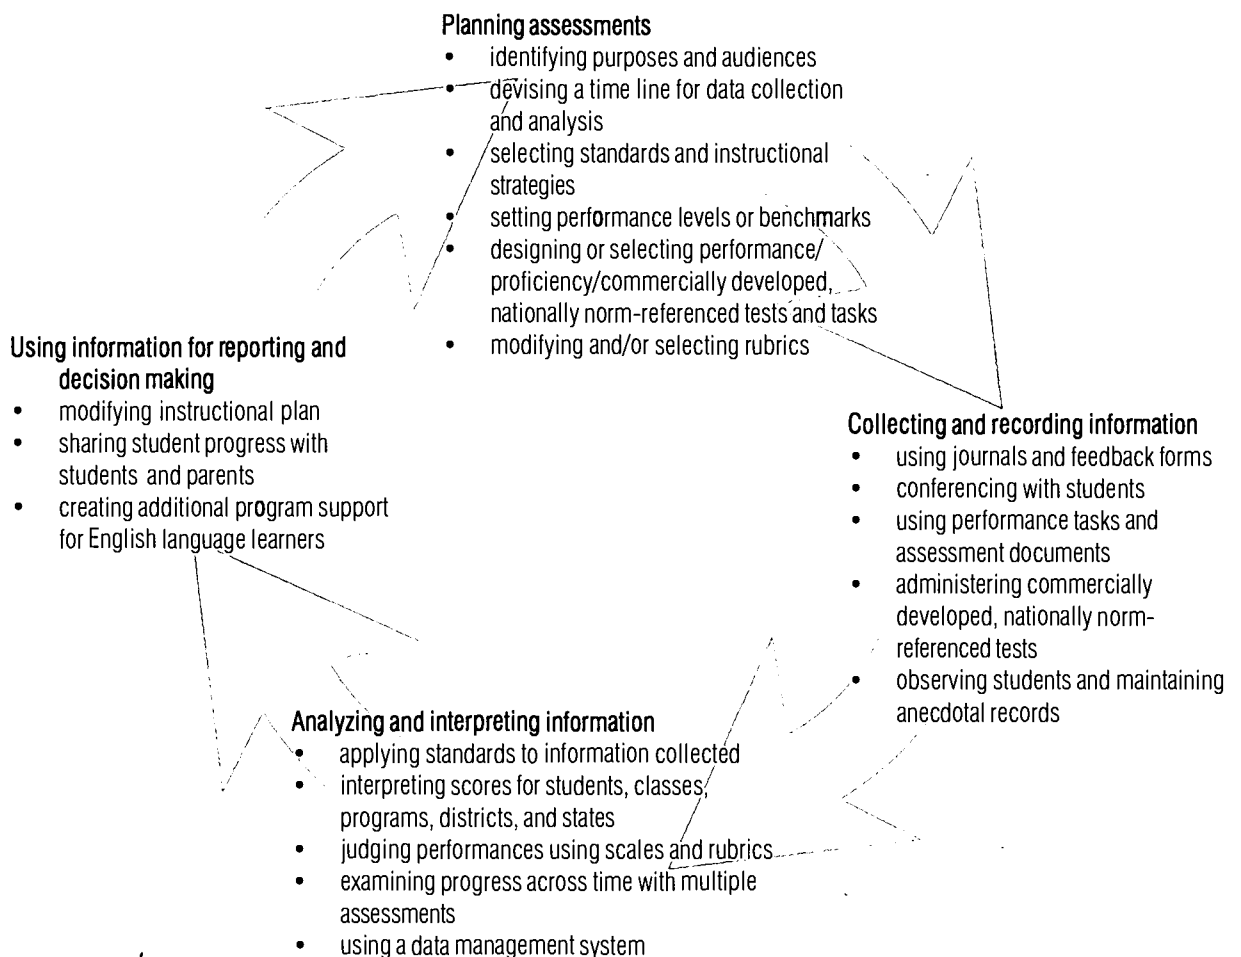 Planning assessments
• identifying purposes and audiences
• devising a time line for data collection
and analysis
• selecting standards and instructional
strategies
• setting performance levels or benchmarks
• designing or selecting performance/
proficiency/commercially developed,
nationally norm-referenced tests and tasks
• modifying and/or selecting rubrics
Collecting and recording information
• using journals and feedback forms
• conferencing with students
• using performance tasks and
assessment documents
• administering commercially
developed, nationally norm-
referenced tests
• observing students and maintaining
anecdotal records
Analyzing and interpreting information
• applying standards to information collected
• interpreting scores for students, classes,
programs, districts, and states
• judging performances using scales and rubrics
• examining progress across time with multiple
assessments
• using a data management system
Using information for reporting and
decision making
• modifying instructional plan
• sharing student progress with
students and parents
• creating additional program support
for English language learners